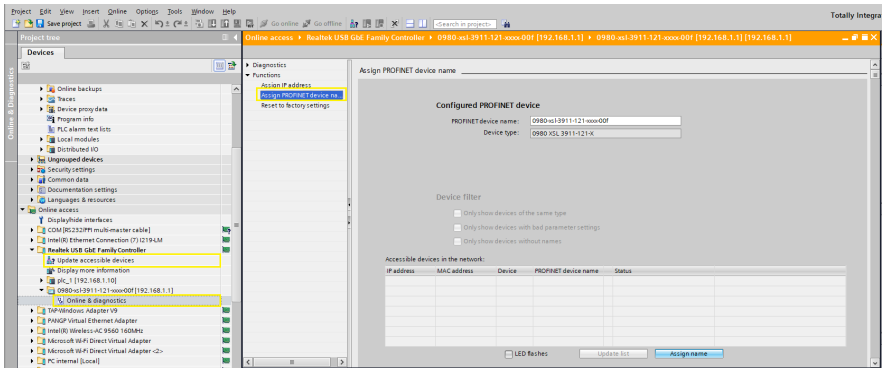 Project Edit View Insert Online Options Tools Window Help
Totally Integra
Save project
Go online Go offline <Search in project>
Project tree
Online access ▸ Realtek USB GbE Family Controller ▸ 0980-xsl-3911-121-xxxx-00f [192.168.1.1] ▸ 0980-xsl-3911-121-xxxx-00f [192.168.1.1] [192.168.1.1]
Devices
Online & Diagnostics
Online backups
Traces
Device proxy data
Program info
PLC alarm text lists
Local modules
Distributed I/O
Ungrouped devices
Security settings
Common data
Documentation settings
Languages & resources
Online access
Display/hide interfaces
COM [RS232/PPI multi-master cable]
Intel(R) Ethernet Connection (7) I219-LM
Realtek USB GbE Family Controller
Update accessible devices
Display more information
plc_1 [192.168.1.10]
0980-xsl-3911-121-xxxx-00f [192.168.1.1]
Online & diagnostics
TAP-Windows Adapter V9
PANGP Virtual Ethernet Adapter
Intel(R) Wireless-AC 9560 160MHz
Microsoft Wi-Fi Direct Virtual Adapter
Microsoft Wi-Fi Direct Virtual Adapter <2>
PC internal [Local]
Diagnostics
Functions
Assign IP address
Assign PROFINET device na...
Reset to factory settings
Assign PROFINET device name
Configured PROFINET device
PROFINET device name: 0980-xsl-3911-121-xxxx-00f
Device type: 0980 XSL 3911-121-X
Device filter
Only show devices of the same type
Only show devices with bad parameter settings
Only show devices without names
Accessible devices in the network:
IP address MAC address Device PROFINET device name Status
LED flashes Update list Assign name